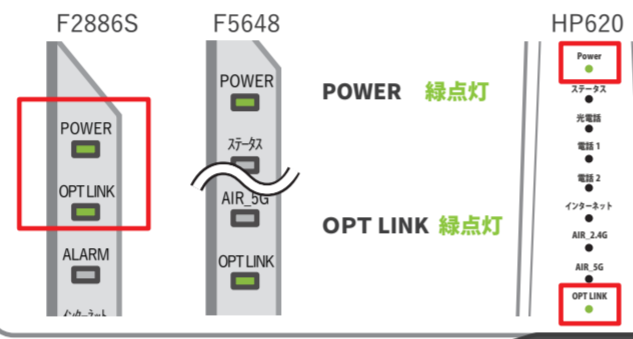 F2886S
POWER
OPT LINK
ALARM
F5648
POWER
ステータス
AIR_5G
OPT LINK
POWER 緑点灯
OPT LINK 緑点灯
HP620
Power
ステータス
光電話
電話 1
電話 2
インターネット
AIR_2.4G
AIR_5G
OPT LINK